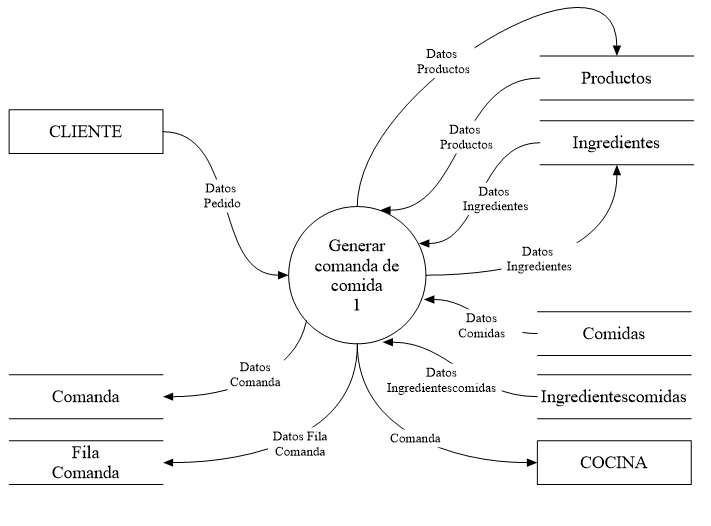 Datos
Productos
Productos
CLIENTE
Datos
Productos
Ingredientes
Datos
Pedido
Datos
Ingredientes
Generar
comanda de
comida
1
Datos
Ingredientes
Datos
Comidas
Comidas
Datos
Comanda
Datos
Ingredientescomidas
Comanda
Ingredientescomidas
Datos Fila
Comanda
Comanda
Fila
Comanda
COCINA